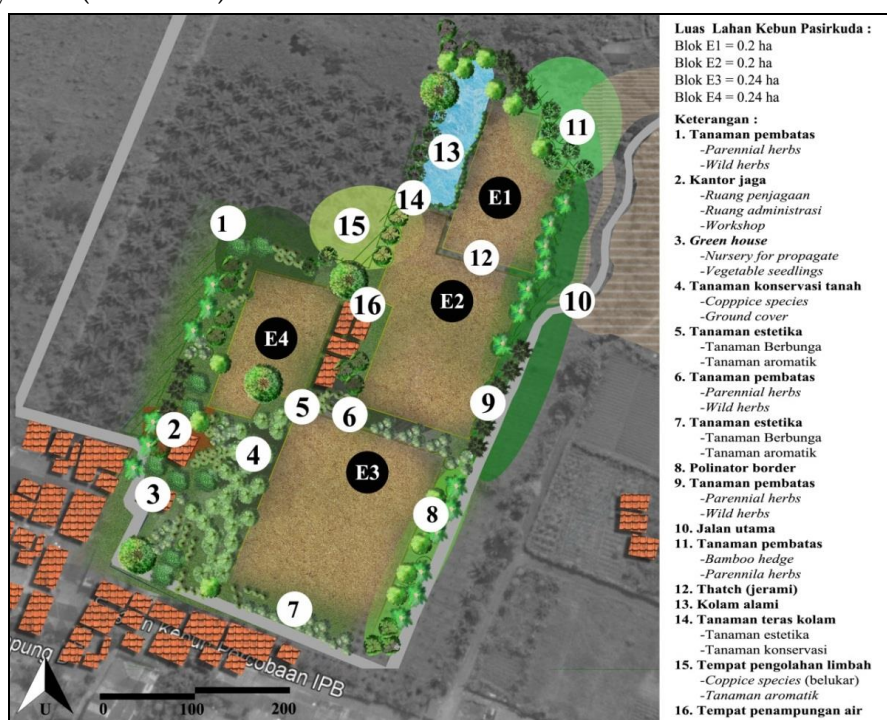 Luas Lahan Kebun Pasirkuda :
Blok E1 = 0.2 ha
Blok E2 = 0.2 ha
Blok E3 = 0.24 ha
Blok E4 = 0.24 ha
Keterangan :
1. Tanaman pembatas
-Parennial herbs
-Wild herbs
2. Kantor jaga
-Ruang penjagaan
-Ruang administrasi
-Workshop
3. Green house
-Nursery for propagate
-Vegetable seedlings
4. Tanaman konservasi tanah
-Copppice species
-Ground cover
5. Tanaman estetika
-Tanaman Berbunga
-Tanaman aromatik
6. Tanaman pembatas
-Parennial herbs
-Wild herbs
7. Tanaman estetika
-Tanaman Berbunga
-Tanaman aromatik
8. Polinator border
9. Tanaman pembatas
-Parennial herbs
-Wild herbs
10. Jalan utama
11. Tanaman pembatas
-Bamboo hedge
-Parennila herbs
12. Thatch (jerami)
13. Kolam alami
14. Tanaman teras kolam
-Tanaman estetika
-Tanaman konservasi
15. Tempat pengolahan limbah
-Coppice species (belukar)
-Tanaman aromatik
16. Tempat penampungan air
11
13
E1
14
1
15
12
E2
16
10
E4
5
6
9
2
4
E3
3
8
7
Kebun Percobaan IPB
pung
U
0
100
200